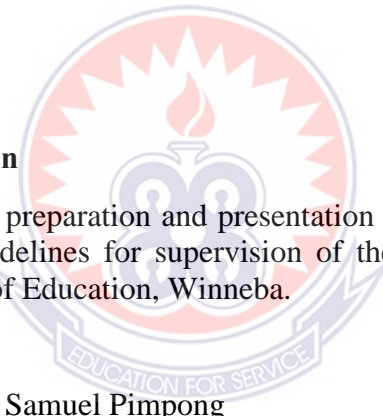 n
preparation and presentation
delines for supervision of the
of Education, Winneba.
EDUCATION FOR SERVICE
Samuel Pimpong